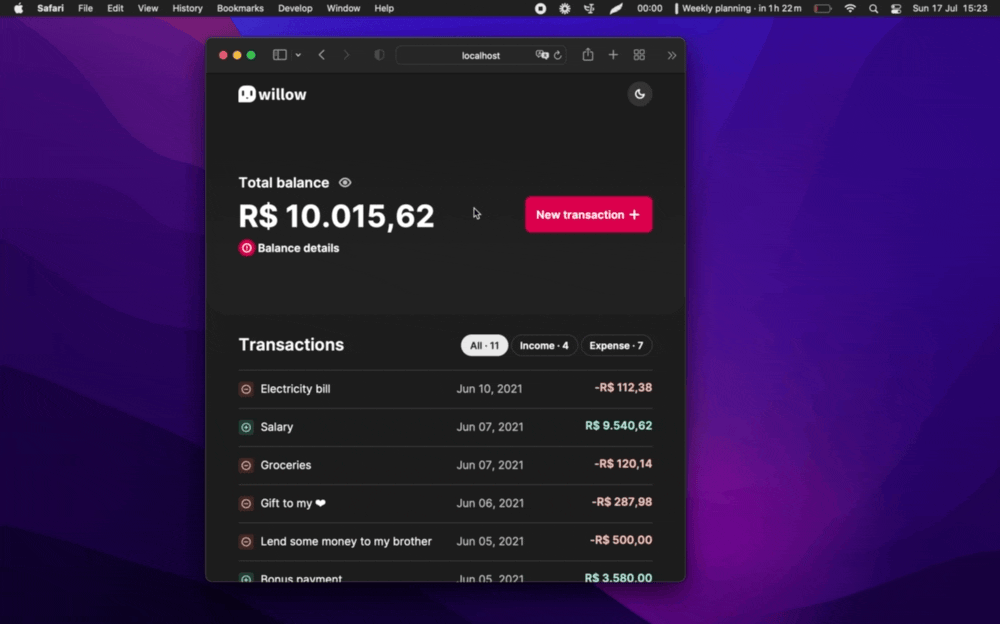 Safari File Edit View History Bookmarks Develop Window Help 00:00 Weekly planning · in 1h 22m Sun 17 Jul 15:23
localhost
willow
Total balance
R$ 10.015,62
New transaction +
Balance details
Transactions
All · 11 Income · 4 Expense · 7
Electricity bill Jun 10, 2021 -R$ 112,38
Salary Jun 07, 2021 R$ 9.540,62
Groceries Jun 07, 2021 -R$ 120,14
Gift to my ❤ Jun 06, 2021 -R$ 287,98
Lend some money to my brother Jun 05, 2021 -R$ 500,00
Bonus payment Jun 05, 2021 R$ 3.580,00